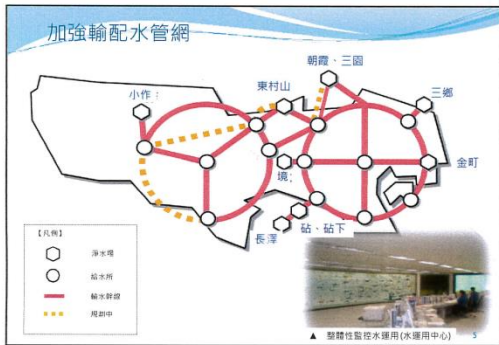 加強輸配水管網
朝霞、三園
東村山
小作:
三鄉
金町
境:
砧、砧下
長澤
【凡例】
淨水場
給水所
輸水幹線
規劃中
▲ 整體性監控水運用(水運用中心)
5